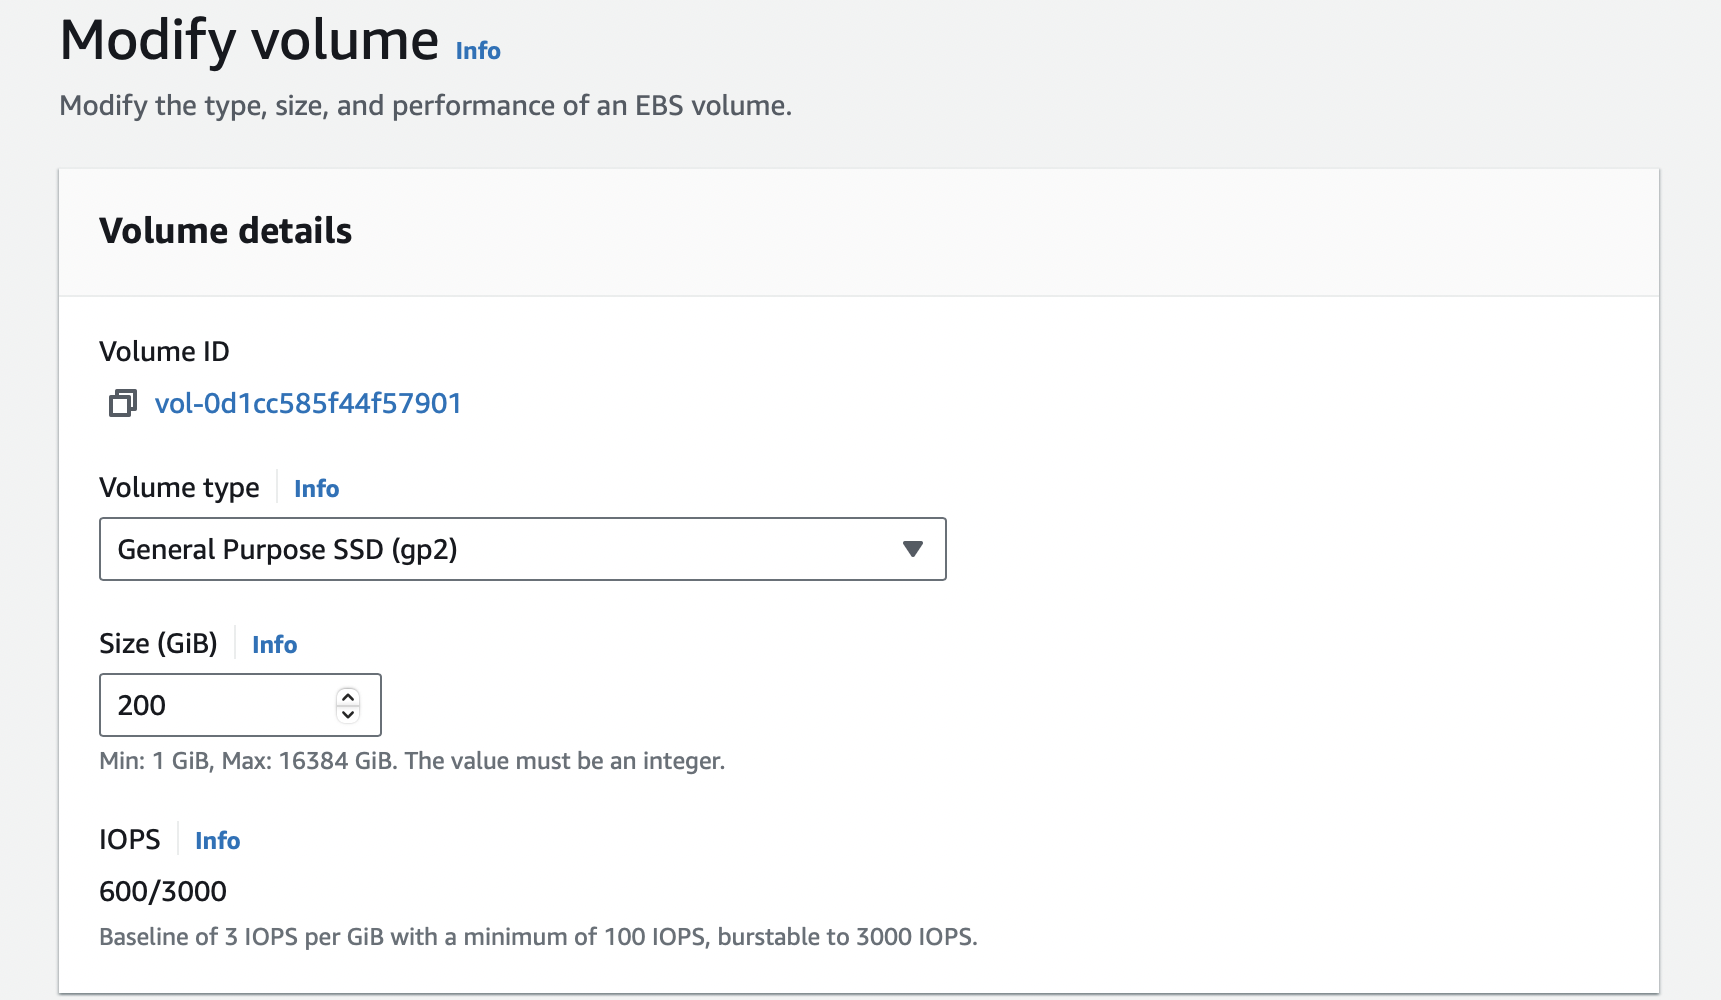 Modify volume Info
Modify the type, size, and performance of an EBS volume.
Volume details
Volume ID
vol-0d1cc585f44f57901
Volume type Info
General Purpose SSD (gp2)
Size (GiB) Info
200
Min: 1 GiB, Max: 16384 GiB. The value must be an integer.
IOPS Info
600/3000
Baseline of 3 IOPS per GiB with a minimum of 100 IOPS, burstable to 3000 IOPS.